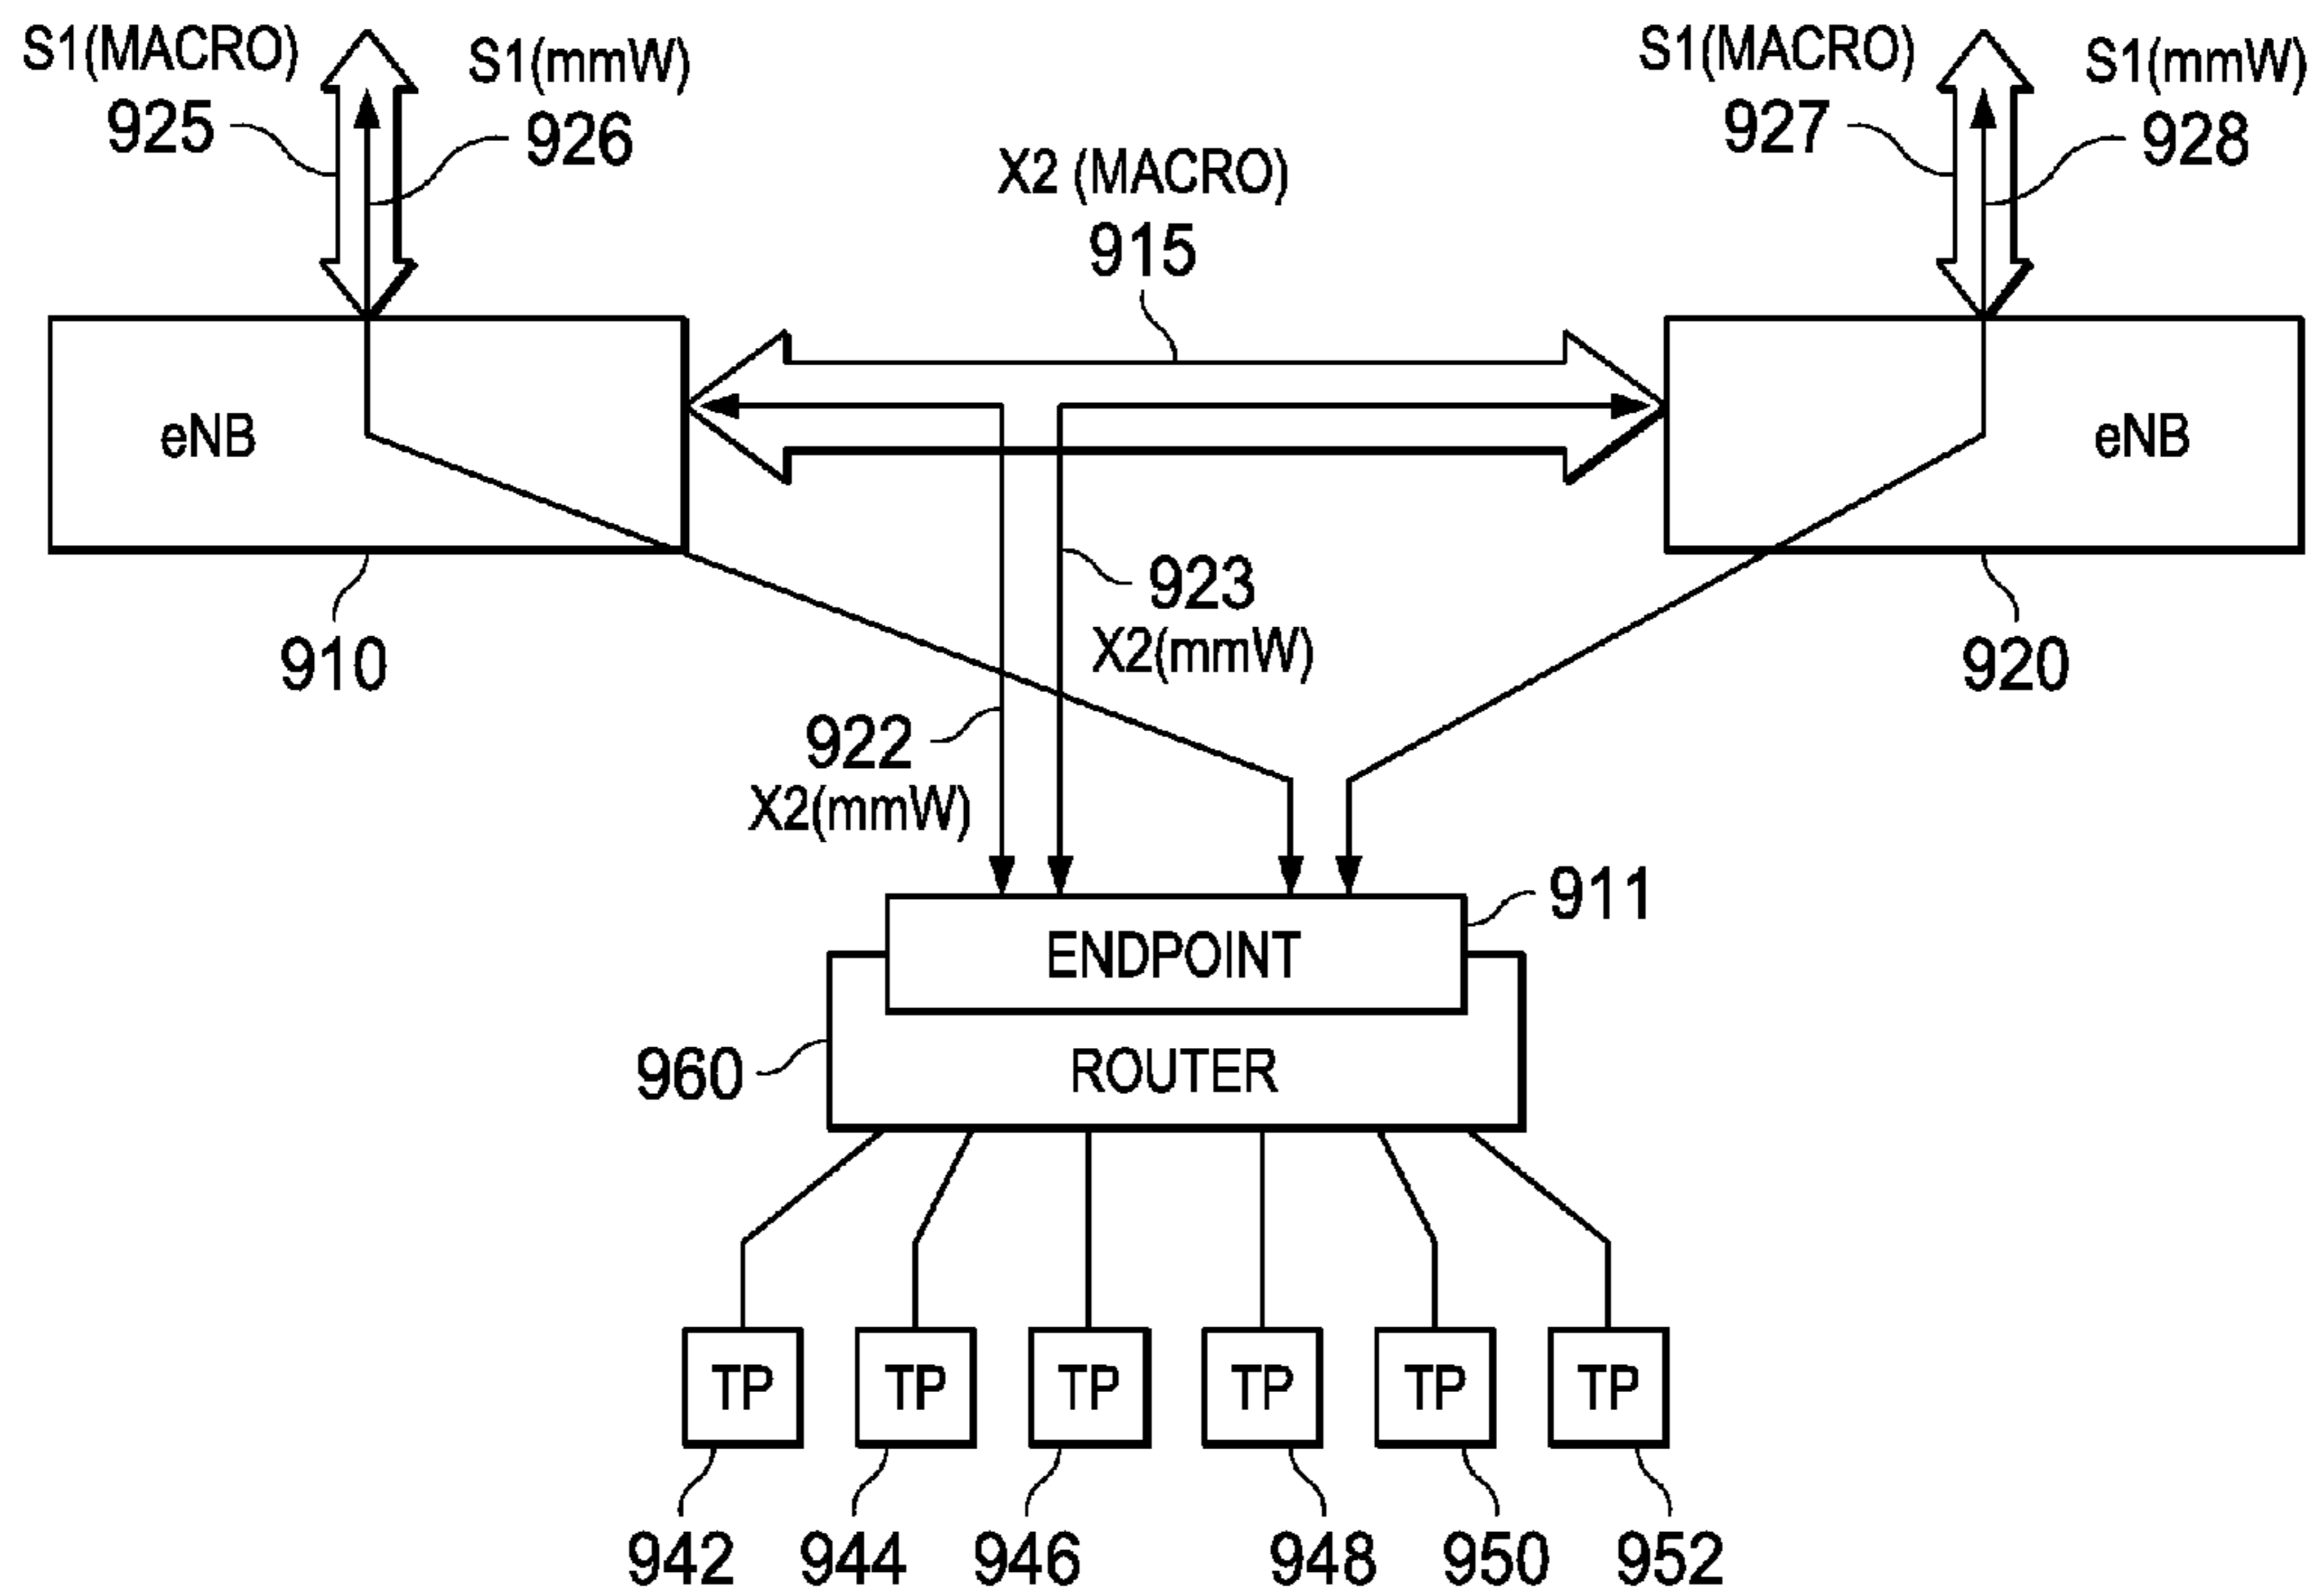 S1(MACRO)
925
S1(mmW)
926
X2 (MACRO)
915
S1(MACRO)
927
S1(mmW)
928
eNB
eNB
910
920
923
X2(mmW)
922
X2(mmW)
911
ENDPOINT
960
ROUTER
TP
TP
TP
TP
TP
TP
942
944
946
948
950
952